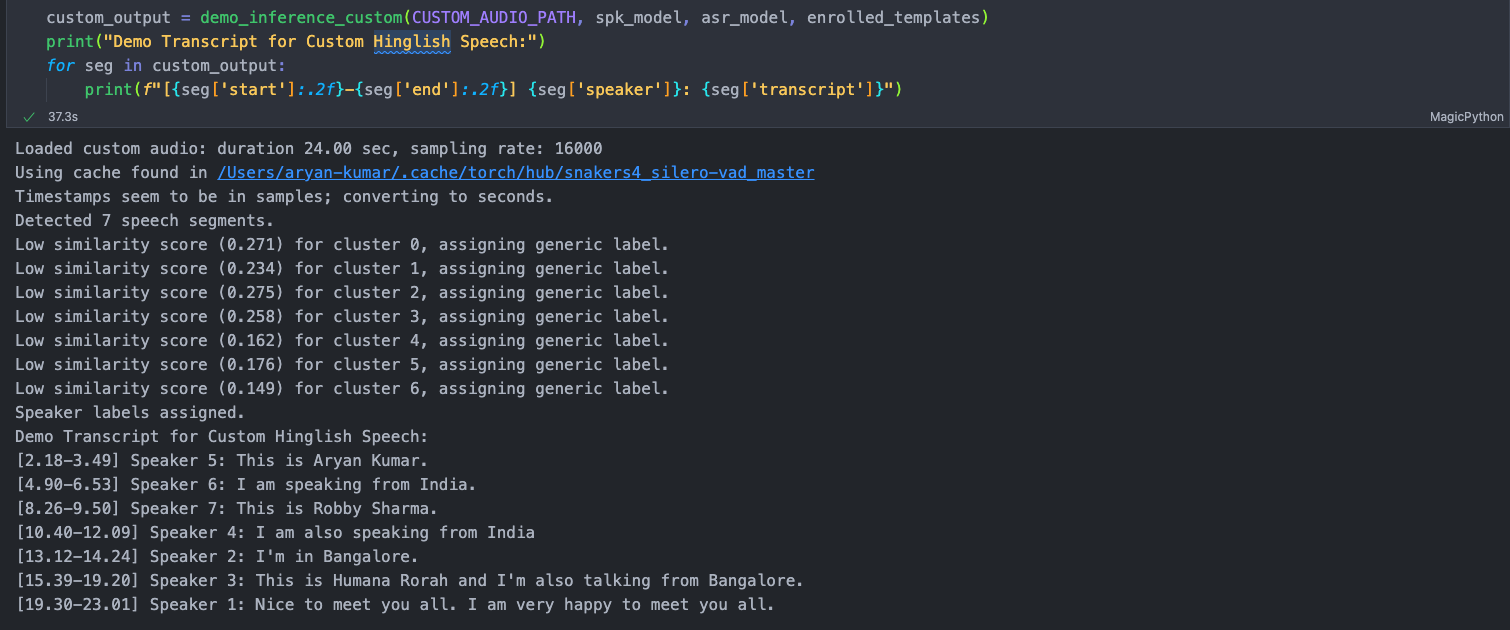 custom_output = demo_inference_custom(CUSTOM_AUDIO_PATH, spk_model, asr_model, enrolled_templates)
print("Demo Transcript for Custom Hinglish Speech:")
for seg in custom_output:
    print(f"[{seg['start']:.2f}-{seg['end']:.2f}] {seg['speaker']}: {seg['transcript']}")
✓ 37.3s MagicPython
Loaded custom audio: duration 24.00 sec, sampling rate: 16000
Using cache found in /Users/aryan-kumar/.cache/torch/hub/snakers4_silero-vad_master
Timestamps seem to be in samples; converting to seconds.
Detected 7 speech segments.
Low similarity score (0.271) for cluster 0, assigning generic label.
Low similarity score (0.234) for cluster 1, assigning generic label.
Low similarity score (0.275) for cluster 2, assigning generic label.
Low similarity score (0.258) for cluster 3, assigning generic label.
Low similarity score (0.162) for cluster 4, assigning generic label.
Low similarity score (0.176) for cluster 5, assigning generic label.
Low similarity score (0.149) for cluster 6, assigning generic label.
Speaker labels assigned.
Demo Transcript for Custom Hinglish Speech:
[2.18-3.49] Speaker 5: This is Aryan Kumar.
[4.90-6.53] Speaker 6: I am speaking from India.
[8.26-9.50] Speaker 7: This is Robby Sharma.
[10.40-12.09] Speaker 4: I am also speaking from India
[13.12-14.24] Speaker 2: I'm in Bangalore.
[15.39-19.20] Speaker 3: This is Humana Rorah and I'm also talking from Bangalore.
[19.30-23.01] Speaker 1: Nice to meet you all. I am very happy to meet you all.